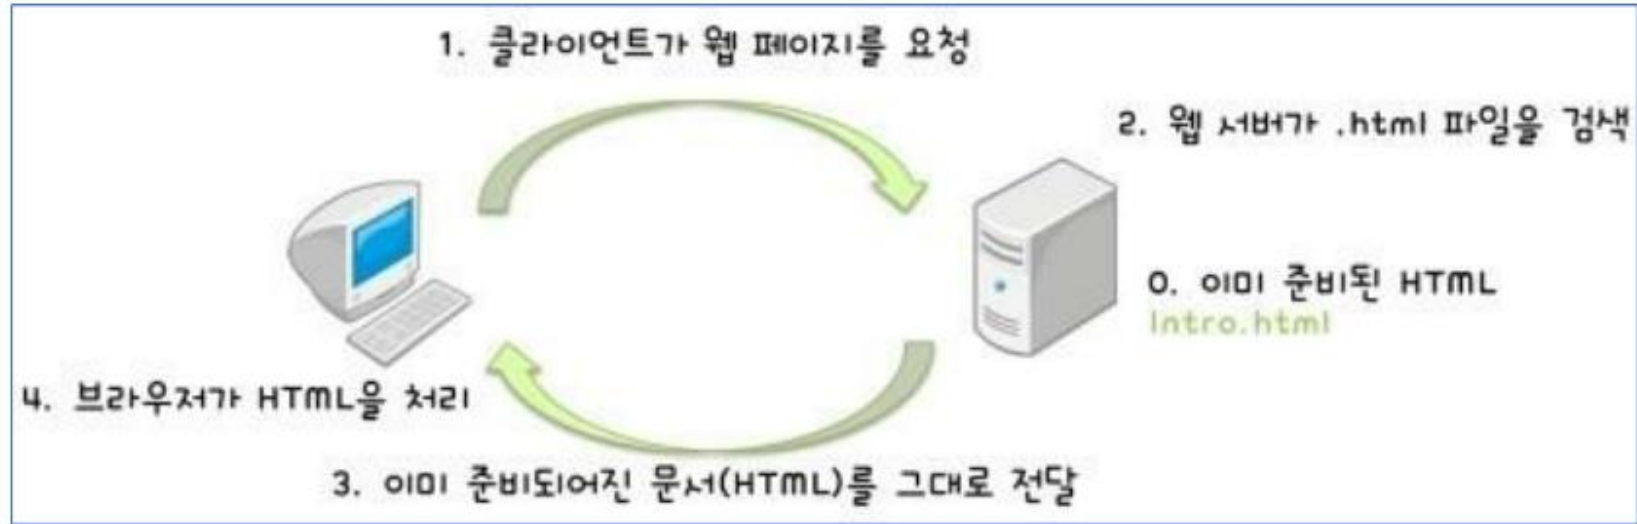 1. 클라이언트가 웹 페이지를 요청
2. 웹 서버가 .html 파일을 검색
0. 이미 준비된 HTML
Intro.html
4. 브라우저가 HTML을 처리
3. 이미 준비되어진 문서(HTML)를 그대로 전달